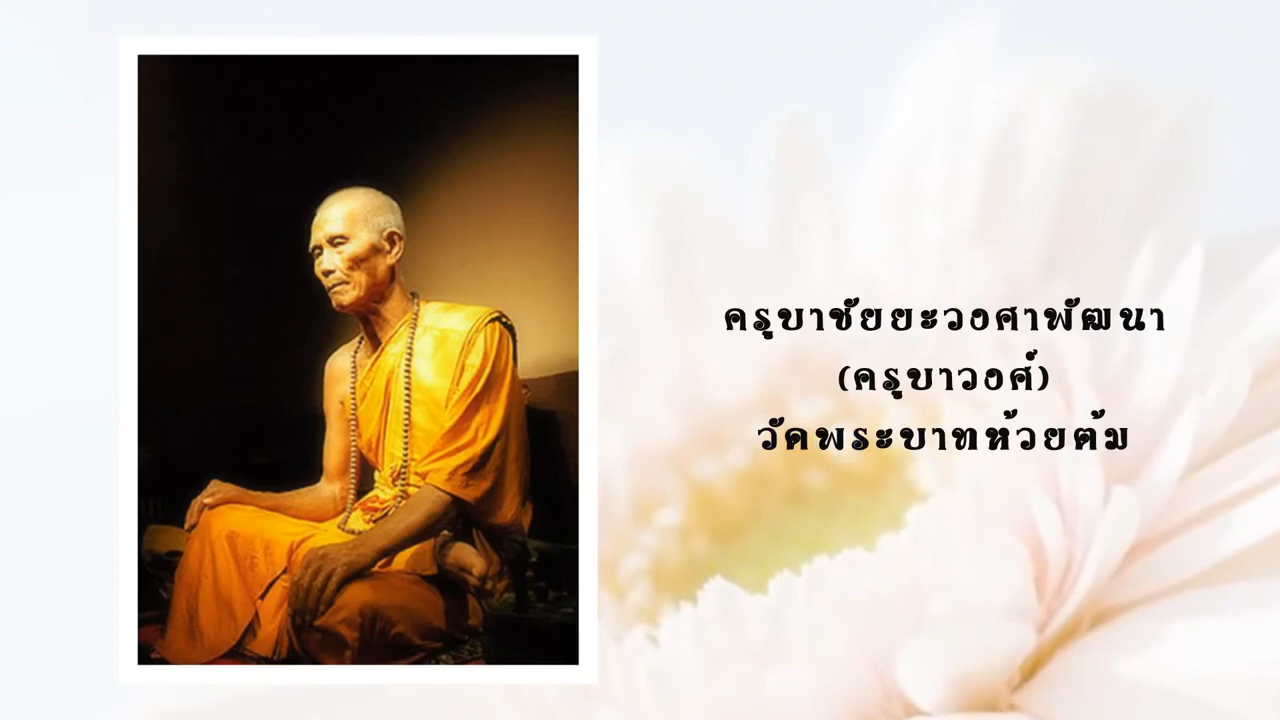 ครูบาชัยยะวงศาพัฒนา
(ครูบาวงศ์)
วัดพระบาทห้วยต้ม